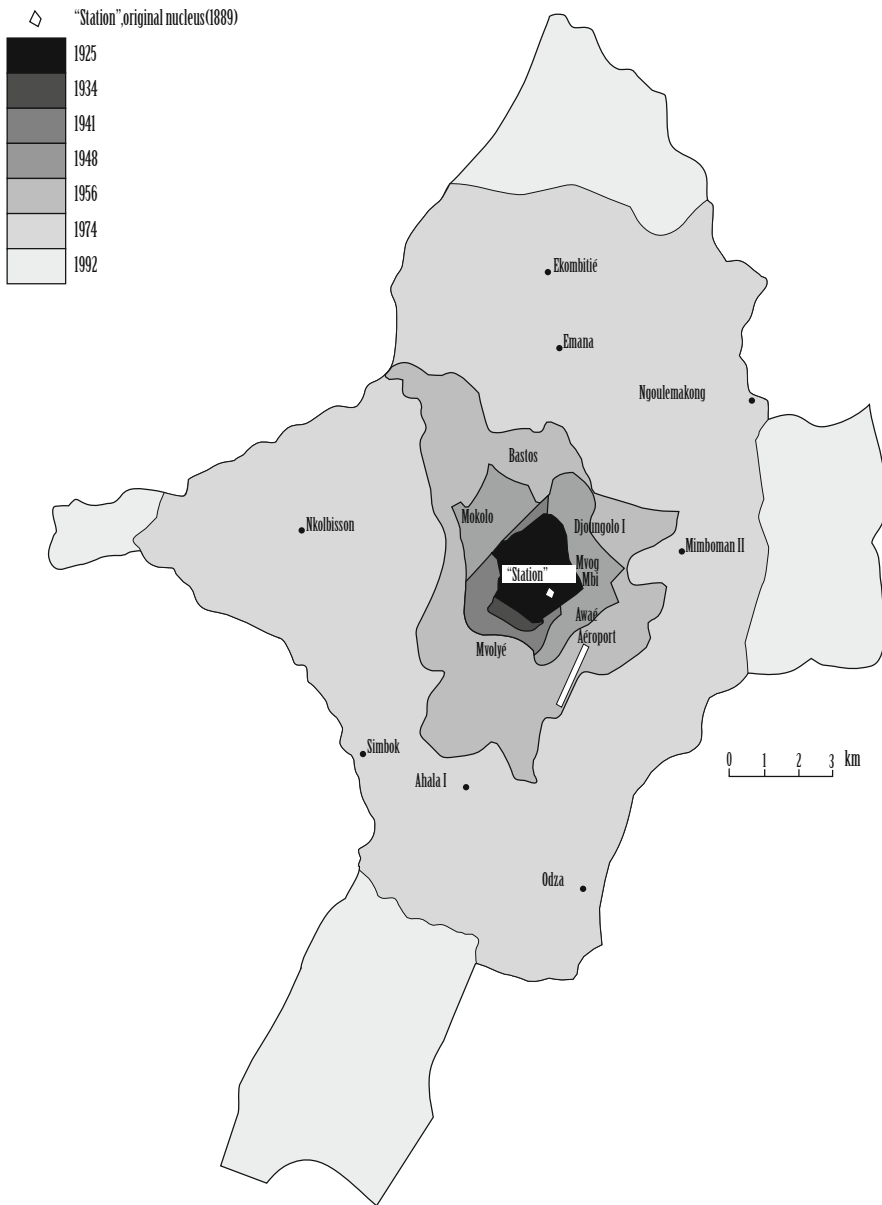 “Station”,original nucleus(1889)
1925
1934
1941
1948
1956
1974
1992
Ekombitié
Emana
Ngoulemakong
Bastos
Mokolo
Djoungolo I
Nkolbisson
Mimboman II
Mvog
Mbi
“Station”
Awaé
Aéroport
Mvolyé
Simbok
Ahala I
0 1 2 3 km
Odza